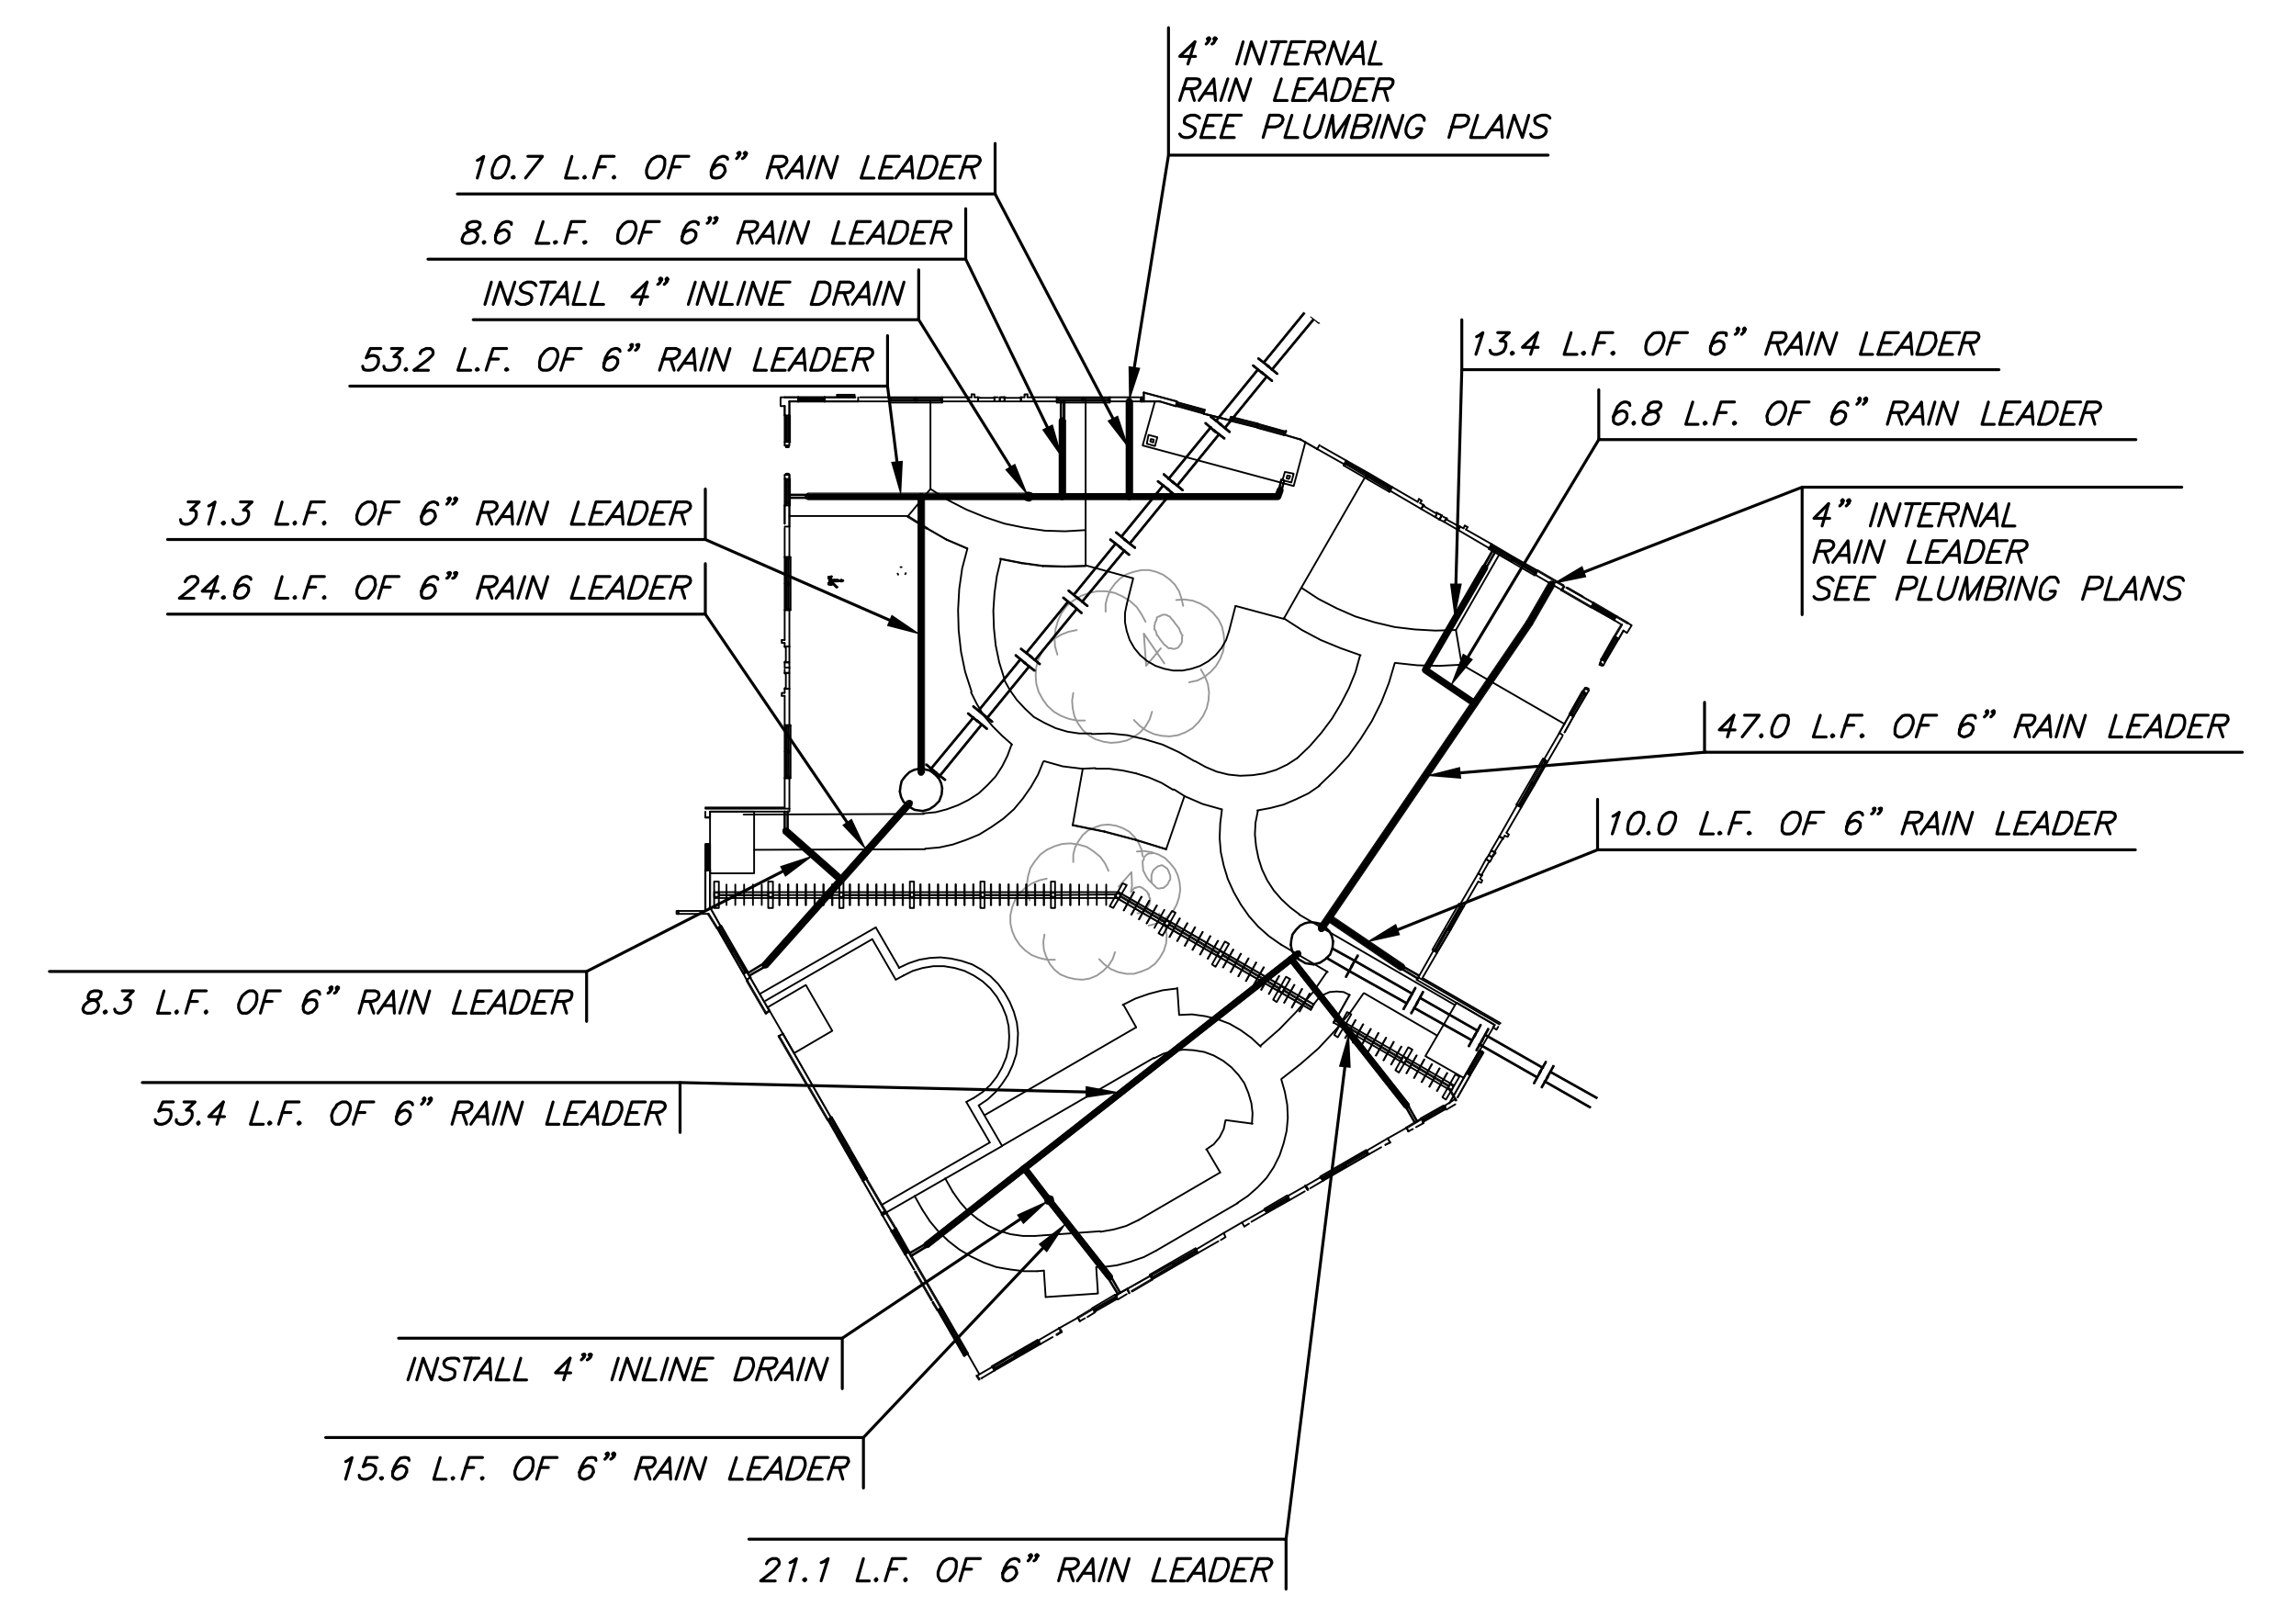 4” INTERNAL
RAIN LEADER
SEE PLUMBING PLANS
10.7 L.F. OF 6” RAIN LEADER
8.6 L.F. OF 6” RAIN LEADER
INSTALL 4” INLINE DRAIN
53.2 L.F. OF 6” RAIN LEADER
13.4 L.F. OF 6” RAIN LEADER
6.8 L.F. OF 6” RAIN LEADER
31.3 L.F. OF 6” RAIN LEADER
4” INTERNAL
RAIN LEADER
SEE PLUMBING PLANS
24.6 L.F. OF 6” RAIN LEADER
47.0 L.F. OF 6” RAIN LEADER
10.0 L.F. OF 6” RAIN LEADER
8.3 L.F. OF 6” RAIN LEADER
53.4 L.F. OF 6” RAIN LEADER
INSTALL 4” INLINE DRAIN
15.6 L.F. OF 6” RAIN LEADER
21.1 L.F. OF 6” RAIN LEADER